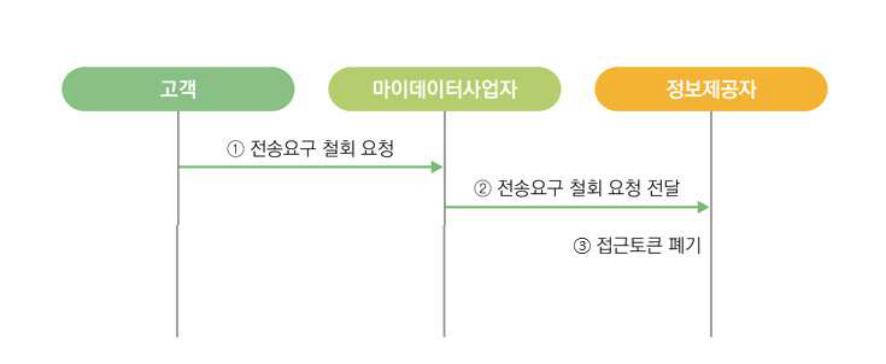 고객
마이데이터사업자
정보제공자
① 전송요구 철회 요청
② 전송요구 철회 요청 전달
③ 접근토큰 폐기